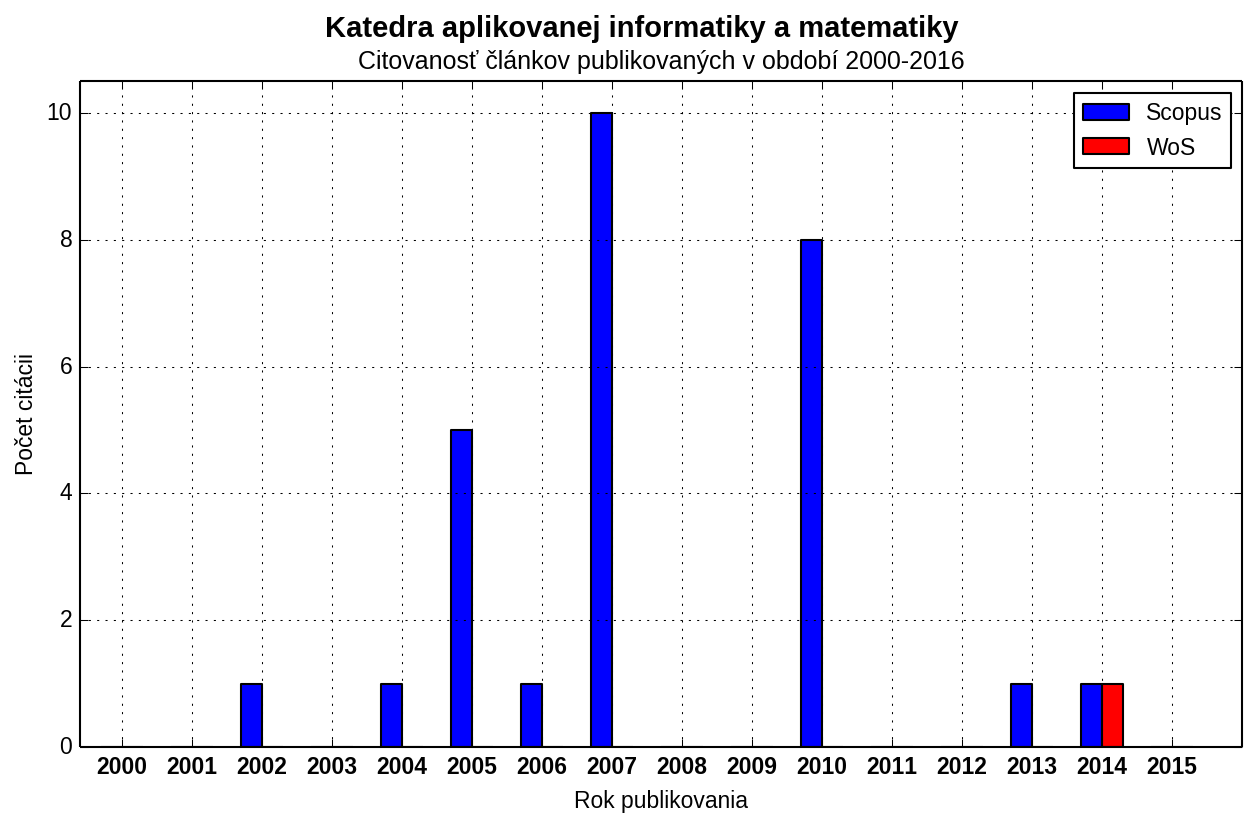 Katedra aplikovanej informatiky a matematiky
Citovanosť článkov publikovaných v období 2000-2016
Scopus
WoS
Počet citácii
10
8
6
4
2
0
2000 2001 2002 2003 2004 2005 2006 2007 2008 2009 2010 2011 2012 2013 2014 2015
Rok publikovania